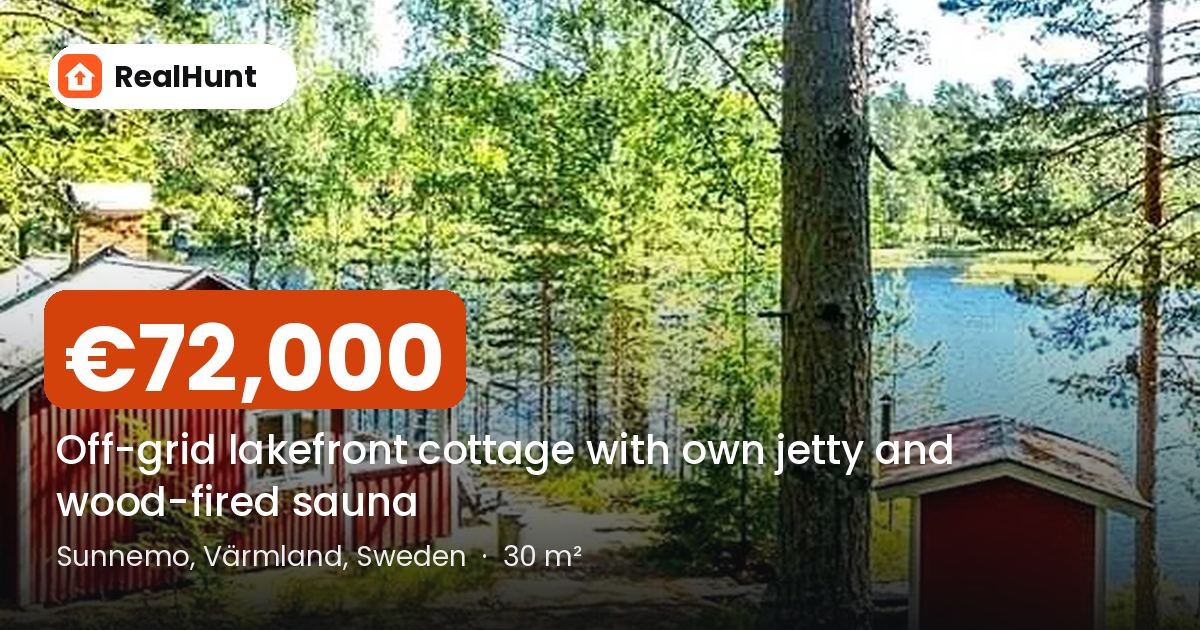 RealHunt
€72,000
Off-grid lakefront cottage with own jetty and
wood-fired sauna
Sunnemo, Värmland, Sweden · 30 m²